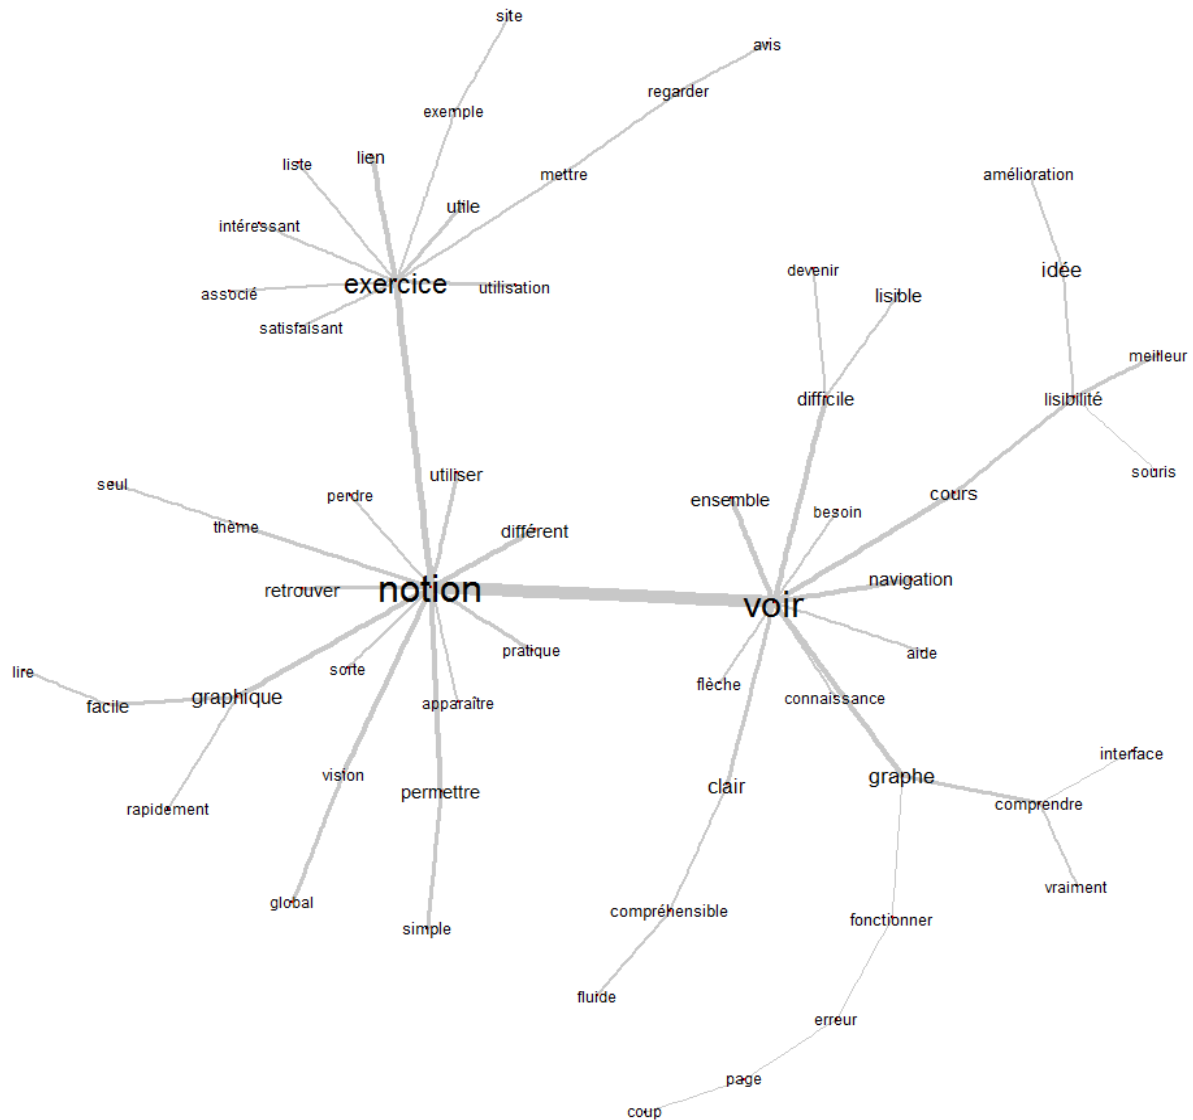 site
avis
regarder
exemple
lien
liste
mettre
amélioration
utile
intéressant
idée
devenir
exercice
utilisation
associé
lisible
satisfaisant
meilleur
difficile
lisibilité
souris
utiliser
seul
perdre
cours
ensemble
besoin
thème
différent
navigation
notion
retrouver
voir
pratique
aide
lire
sorte
flèche
graphique
connaissance
apparaître
facile
interface
vision
graphe
clair
permettre
comprendre
rapidement
vraiment
global
compréhensible
fonctionner
simple
fluide
erreur
page
coup